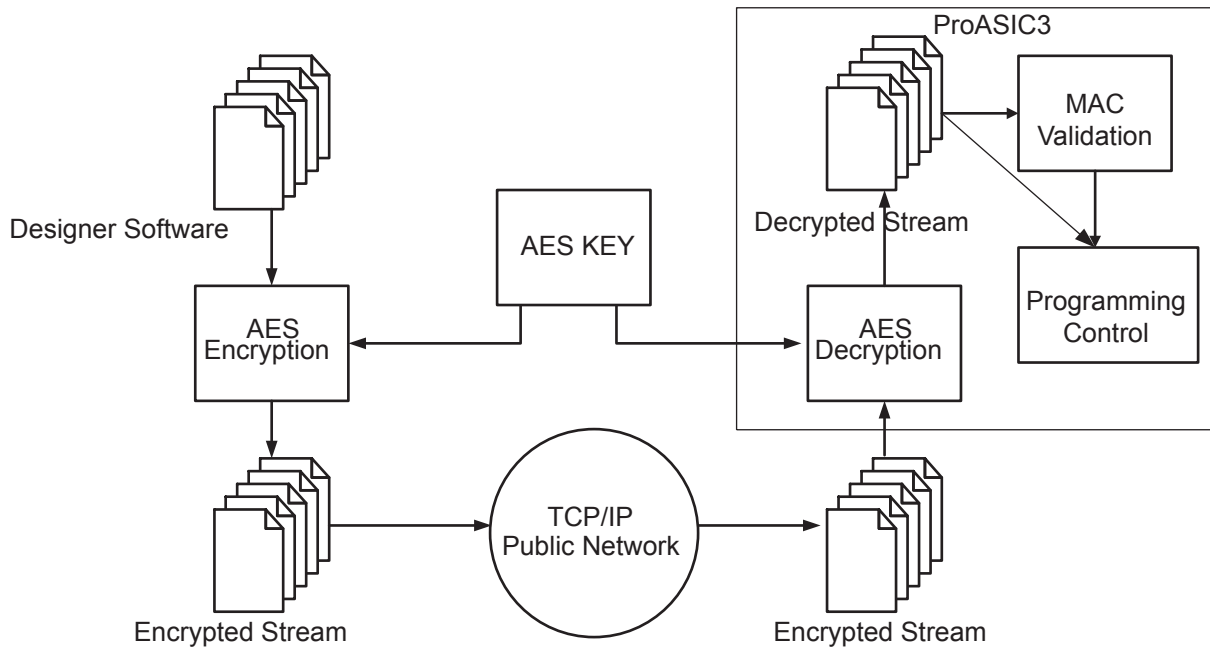 ProASIC3
MAC
Validation
Designer Software
AES KEY
Decrypted Stream
Programming
Control
AES
Encryption
AES
Decryption
TCP/IP
Public Network
Encrypted Stream
Encrypted Stream